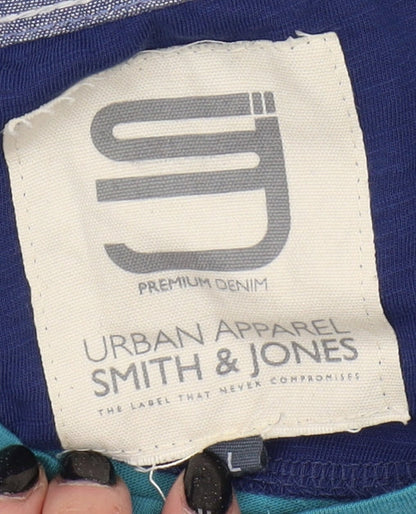 PREMIUM DENIM
URBAN APPAREL
SMITH & JONES
THE LABEL THAT NEVER COMPROMISES
L